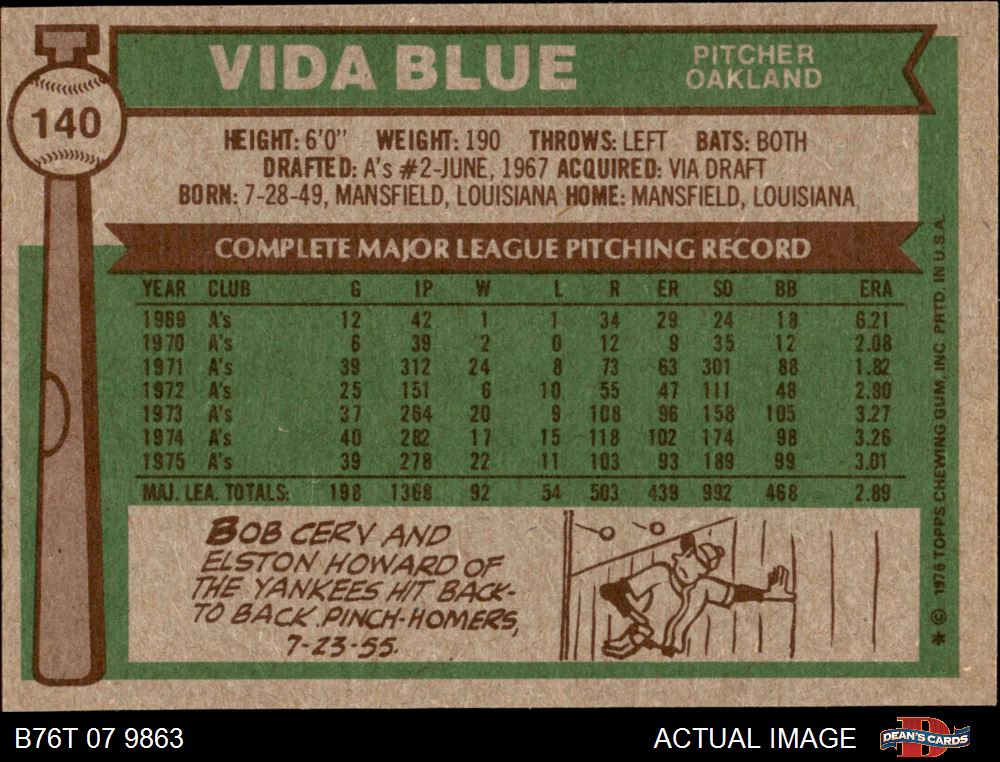 VIDA BLUE
PITCHER
OAKLAND
140
HEIGHT: 6'0" WEIGHT: 190 THROWS: LEFT BATS: BOTH
DRAFTED: A's #2-JUNE, 1967 ACQUIRED: VIA DRAFT
BORN: 7-28-49, MANSFIELD, LOUISIANA HOME: MANSFIELD, LOUISIANA
COMPLETE MAJOR LEAGUE PITCHING RECORD
YEAR CLUB G IP W L R ER SO BB ERA
1969 A's 12 42 1 1 34 29 24 18 6.21
1970 A's 6 39 2 0 12 9 35 12 2.08
1971 A's 39 312 24 8 73 63 301 88 1.82
1972 A's 25 151 6 10 55 47 111 48 2.80
1973 A's 37 264 20 9 108 96 158 105 3.27
1974 A's 40 282 17 15 118 102 174 98 3.26
1975 A's 39 278 22 11 103 93 189 99 3.01
MAJ. LEA. TOTALS: 198 1368 92 54 503 439 992 468 2.89
BOB CERV AND
ELSTON HOWARD OF
THE YANKEES HIT BACK-
TO BACK PINCH-HOMERS,
7-23-55.
* © 1976 TOPPS CHEWING GUM, INC. PRTD. IN U.S.A.
B76T 07 9863
ACTUAL IMAGE
D
DEAN'S CARDS